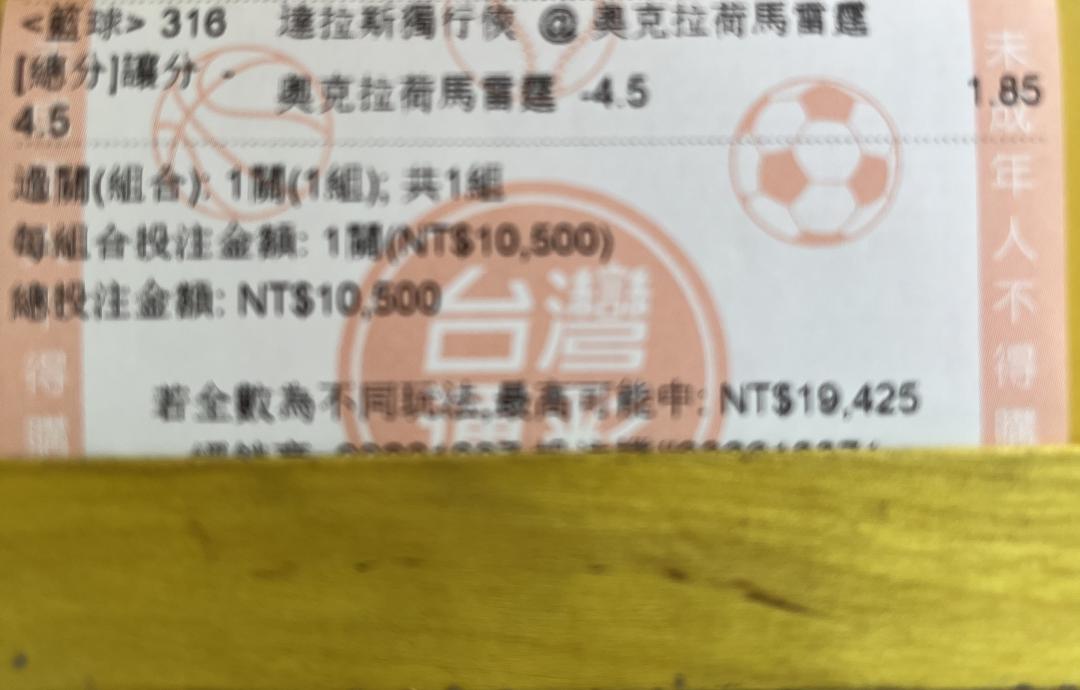 <籃球> 316 達拉斯獨行俠 @ 奧克拉荷馬雷霆
[總分]讓分 -4.5 奧克拉荷馬雷霆 -4.5 1.85
過關(組合): 1關(1組); 共1組
每組合投注金額: 1關(NT$10,500)
總投注金額: NT$10,500
台灣
運彩
若全數為不同玩法,最高可能中: NT$19,425
得購
未成年人不得購